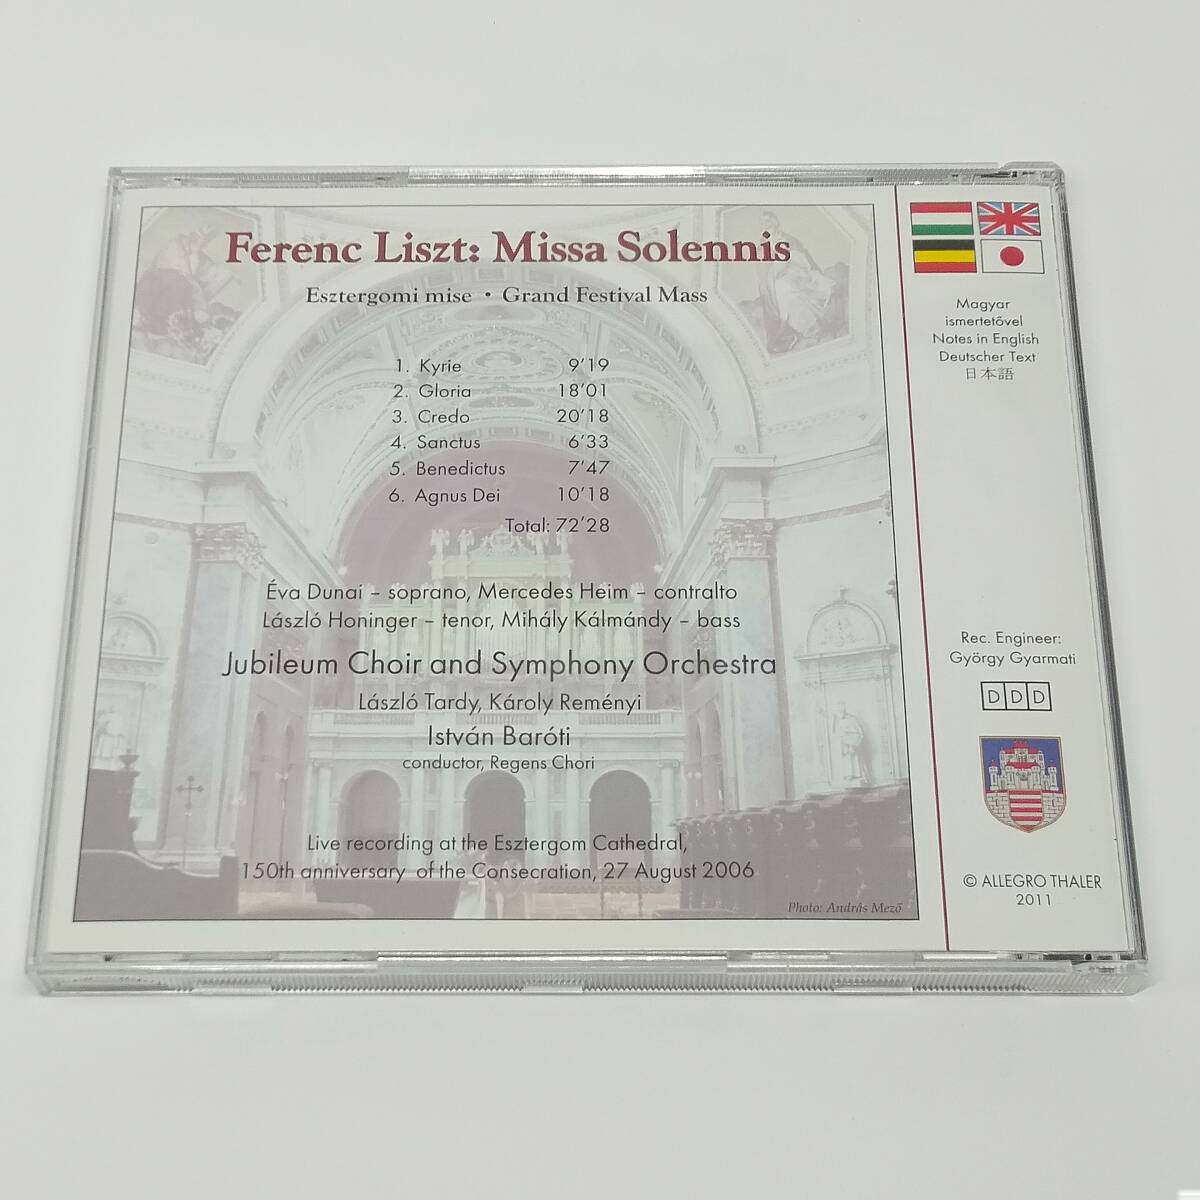 Ferenc Liszt: Missa Solennis
Esztergomi mise • Grand Festival Mass
1. Kyrie 9'19
2. Gloria 18'01
3. Credo 20'18
4. Sanctus 6'33
5. Benedictus 7'47
6. Agnus Dei 10'18
Total: 72'28
Éva Dunai – soprano, Mercedes Heim – contralto
László Honinger – tenor, Mihály Kálmándy – bass
Jubileum Choir and Symphony Orchestra
László Tardy, Károly Reményi
István Baróti
conductor, Regens Chori
Live recording at the Esztergom Cathedral,
150th anniversary of the Consecration, 27 August 2006
Photo: András Mező
Magyar
ismertetővel
Notes in English
Deutscher Text
日本語
Rec. Engineer:
György Gyarmati
DDD
© ALLEGRO THALER
2011